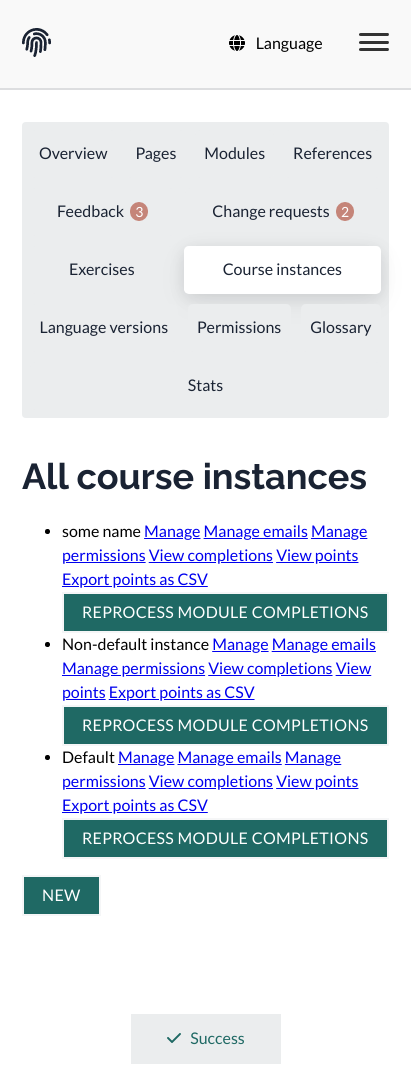 Language
Overview Pages Modules References
Feedback 3 Change requests 2
Exercises Course instances
Language versions Permissions Glossary
Stats
All course instances
some name Manage Manage emails Manage
permissions View completions View points
Export points as CSV
REPROCESS MODULE COMPLETIONS
Non-default instance Manage Manage emails
Manage permissions View completions View
points Export points as CSV
REPROCESS MODULE COMPLETIONS
Default Manage Manage emails Manage
permissions View completions View points
Export points as CSV
REPROCESS MODULE COMPLETIONS
NEW
Success